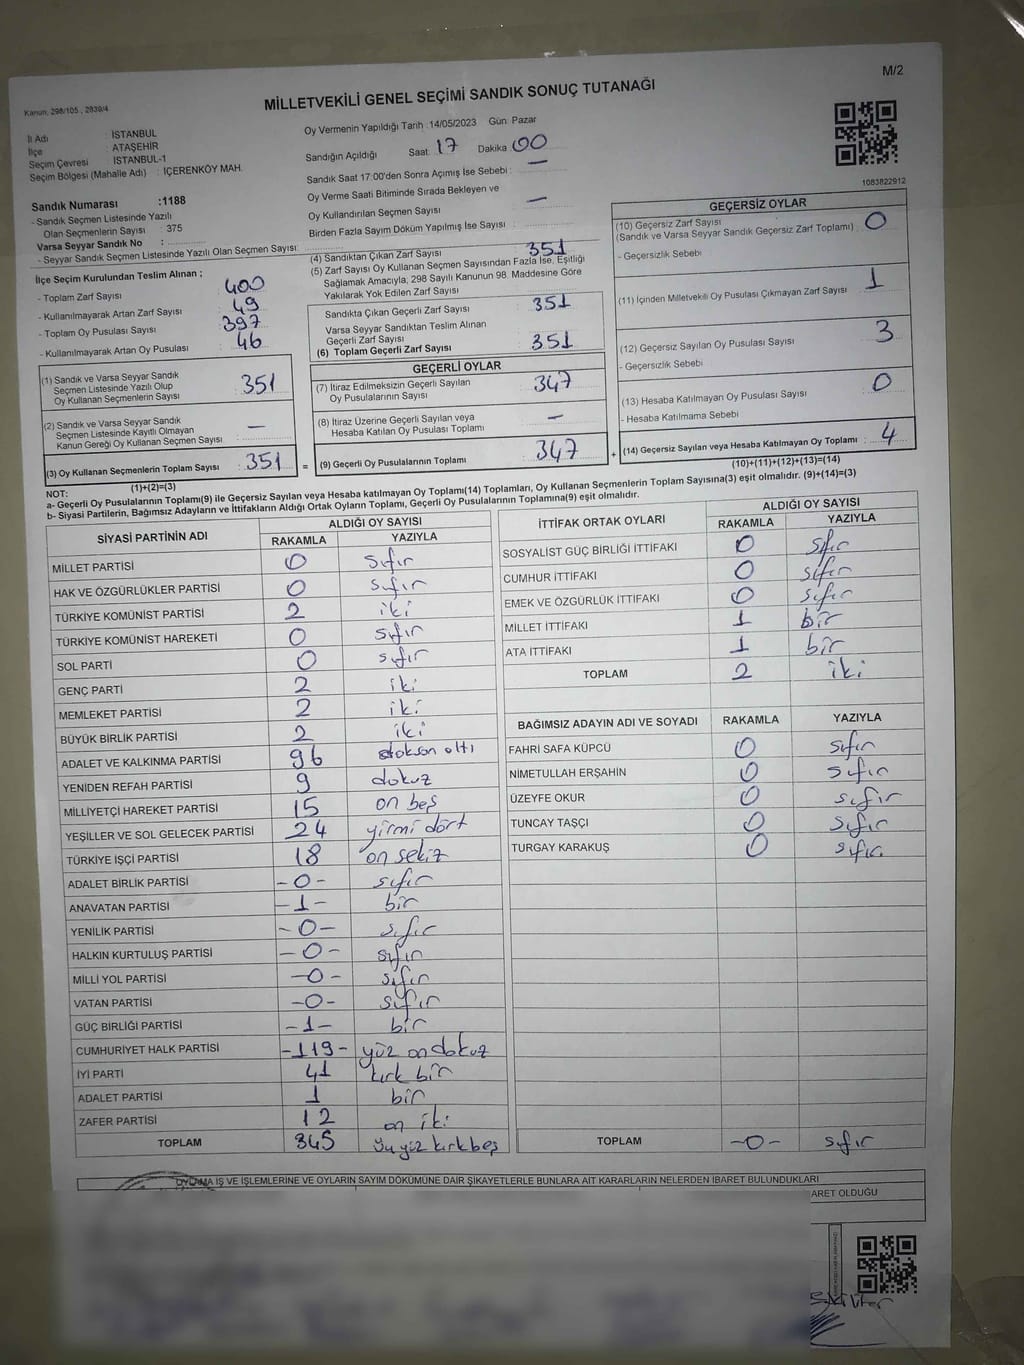 M/2
Kanun, 298/105 , 2839/4
MİLLETVEKİLİ GENEL SEÇİMİ SANDIK SONUÇ TUTANAĞI
İl Adı : İSTANBUL
İlçe : ATAŞEHİR
Seçim Çevresi : İSTANBUL-1
Seçim Bölgesi (Mahalle Adı) : İÇERENKÖY MAH.
Sandık Numarası :1188
- Sandık Seçmen Listesinde Yazılı
Olan Seçmenlerin Sayısı : 375
Varsa Seyyar Sandık No :
- Seyyar Sandık Seçmen Listesinde Yazılı Olan Seçmen Sayısı:
Oy Vermenin Yapıldığı Tarih :14/05/2023 Gün: Pazar
Sandığın Açıldığı Saat: 17 Dakika 00
Sandık Saat 17:00'den Sonra Açımış İse Sebebi : —
Oy Verme Saati Bitiminde Sırada Bekleyen ve
Oy Kullandırılan Seçmen Sayısı —
Birden Fazla Sayım Döküm Yapılmış İse Sayısı :
1083822912
İlçe Seçim Kurulundan Teslim Alınan ;
- Toplam Zarf Sayısı : 400
- Kullanılmayarak Artan Zarf Sayısı : 49
- Toplam Oy Pusulası Sayısı : 397
- Kullanılmayarak Artan Oy Pusulası : 46
(1) Sandık ve Varsa Seyyar Sandık
Seçmen Listesinde Yazılı Olup
Oy Kullanan Seçmenlerin Sayısı : 351
(2) Sandık ve Varsa Seyyar Sandık
Seçmen Listesinde Kayıtlı Olmayan
Kanun Gereği Oy Kullanan Seçmen Sayısı : —
(3) Oy Kullanan Seçmenlerin Toplam Sayısı : 351
(1)+(2)=(3)
(4) Sandıktan Çıkan Zarf Sayısı : 351
(5) Zarf Sayısı Oy Kullanan Seçmen Sayısından Fazla İse, Eşitliği
Sağlamak Amacıyla, 298 Sayılı Kanunun 98. Maddesine Göre
Yakılarak Yok Edilen Zarf Sayısı :
Sandıkta Çıkan Geçerli Zarf Sayısı : 351
Varsa Seyyar Sandıktan Teslim Alınan
Geçerli Zarf Sayısı :
(6) Toplam Geçerli Zarf Sayısı : 351
GEÇERLİ OYLAR
(7) İtiraz Edilmeksizin Geçerli Sayılan
Oy Pusulalarının Sayısı : 347
(8) İtiraz Üzerine Geçerli Sayılan veya
Hesaba Katılan Oy Pusulası Toplamı : —
= (9) Geçerli Oy Pusulalarının Toplamı : 347
GEÇERSİZ OYLAR
(10) Geçersiz Zarf Sayısı
(Sandık ve Varsa Seyyar Sandık Geçersiz Zarf Toplamı) : 0
- Geçersizlik Sebebi :
(11) İçinden Milletvekili Oy Pusulası Çıkmayan Zarf Sayısı : 1
(12) Geçersiz Sayılan Oy Pusulası Sayısı : 3
- Geçersizlik Sebebi :
(13) Hesaba Katılmayan Oy Pusulası Sayısı : 0
- Hesaba Katılmama Sebebi :
+ (14) Geçersiz Sayılan veya Hesaba Katılmayan Oy Toplamı : 4
(10)+(11)+(12)+(13)=(14)
NOT:
a- Geçerli Oy Pusulalarının Toplamı(9) ile Geçersiz Sayılan veya Hesaba katılmayan Oy Toplamı(14) Toplamları, Oy Kullanan Seçmenlerin Toplam Sayısına(3) eşit olmalıdır. (9)+(14)=(3)
b- Siyasi Partilerin, Bağımsız Adayların ve İttifakların Aldığı Ortak Oyların Toplamı, Geçerli Oy Pusulalarının Toplamına(9) eşit olmalıdır.
SİYASİ PARTİNİN ADI ALDIĞI OY SAYISI
RAKAMLA YAZIYLA
MİLLET PARTİSİ 0 sıfır
HAK VE ÖZGÜRLÜKLER PARTİSİ 0 sıfır
TÜRKİYE KOMÜNİST PARTİSİ 2 iki
TÜRKİYE KOMÜNİST HAREKETİ 0 sıfır
SOL PARTİ 0 sıfır
GENÇ PARTİ 2 iki
MEMLEKET PARTİSİ 2 iki
BÜYÜK BİRLİK PARTİSİ 2 iki
ADALET VE KALKINMA PARTİSİ 96 doksan altı
YENİDEN REFAH PARTİSİ 9 dokuz
MİLLİYETÇİ HAREKET PARTİSİ 15 on beş
YEŞİLLER VE SOL GELECEK PARTİSİ 24 yirmi dört
TÜRKİYE İŞÇİ PARTİSİ 18 on sekiz
ADALET BİRLİK PARTİSİ -0- sıfır
ANAVATAN PARTİSİ -1- bir
YENİLİK PARTİSİ -0- sıfır
HALKIN KURTULUŞ PARTİSİ -0- sıfır
MİLLİ YOL PARTİSİ -0- sıfır
VATAN PARTİSİ -0- sıfır
GÜÇ BİRLİĞİ PARTİSİ -1- bir
CUMHURİYET HALK PARTİSİ -119- yüz on dokuz
İYİ PARTİ 41 kırk bir
ADALET PARTİSİ 1 bir
ZAFER PARTİSİ 12 on iki
TOPLAM 345 üçyüz kırkbeş
İTTİFAK ORTAK OYLARI ALDIĞI OY SAYISI
RAKAMLA YAZIYLA
SOSYALİST GÜÇ BİRLİĞİ İTTİFAKI 0 sıfır
CUMHUR İTTİFAKI 0 sıfır
EMEK VE ÖZGÜRLÜK İTTİFAKI 0 sıfır
MİLLET İTTİFAKI 1 bir
ATA İTTİFAKI 1 bir
TOPLAM 2 iki
BAĞIMSIZ ADAYIN ADI VE SOYADI RAKAMLA YAZIYLA
FAHRİ SAFA KÜPCÜ 0 sıfır
NİMETULLAH ERŞAHİN 0 sıfır
ÜZEYFE OKUR 0 sıfır
TUNCAY TAŞÇI 0 sıfır
TURGAY KARAKUŞ 0 sıfır
TOPLAM -0- sıfır
OYLAMA İŞ VE İŞLEMLERİNE VE OYLARIN SAYIM DÖKÜMÜNE DAİR ŞİKAYETLERLE BUNLARA AİT KARARLARIN NELERDEN İBARET BULUNDUKLARI
ARET OLDUĞU